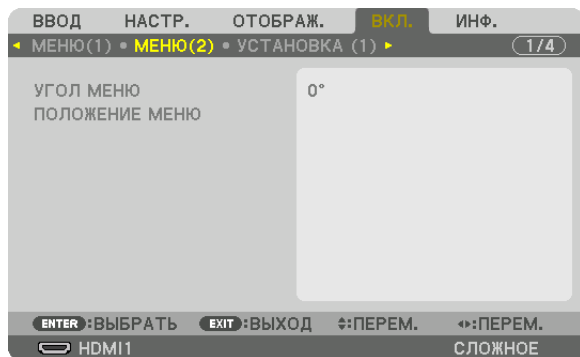 ВВОД НАСТР. ОТОБРАЖ. ВКЛ. ИНФ.
МЕНЮ(1) • МЕНЮ(2) • УСТАНОВКА (1) 1/4
УГОЛ МЕНЮ 0°
ПОЛОЖЕНИЕ МЕНЮ
ENTER :ВЫБРАТЬ EXIT :ВЫХОД :ПЕРЕМ. :ПЕРЕМ.
HDMI1 СЛОЖНОЕ